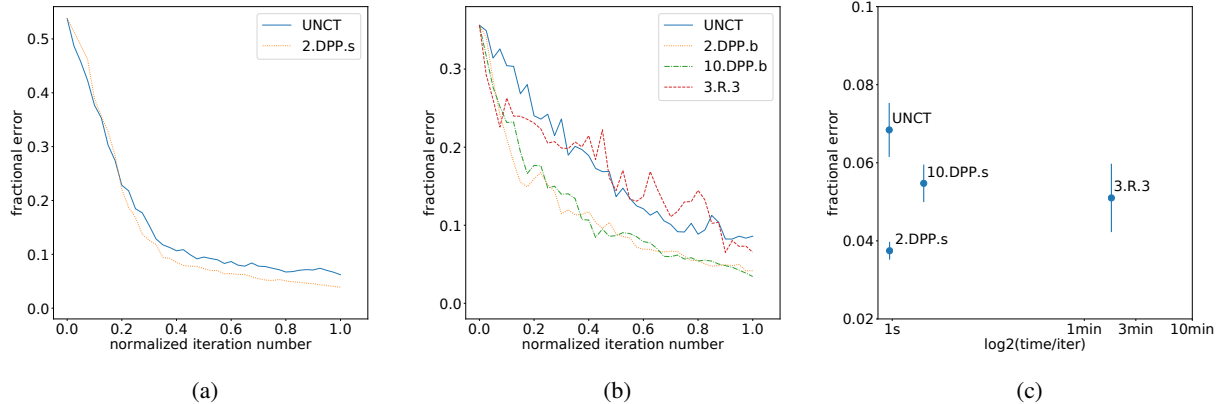 UNCT
2.DPP.s
fractional error
0.5
0.4
0.3
0.2
0.1
0.0
0.0 0.2 0.4 0.6 0.8 1.0
normalized iteration number
(a)
UNCT
2.DPP.b
10.DPP.b
3.R.3
fractional error
0.3
0.2
0.1
0.0
0.0 0.2 0.4 0.6 0.8 1.0
normalized iteration number
(b)
fractional error
0.1
0.08
0.06
0.04
0.02
UNCT
10.DPP.s
3.R.3
2.DPP.s
1s 1min 3min 10min
log2(time/iter)
(c)